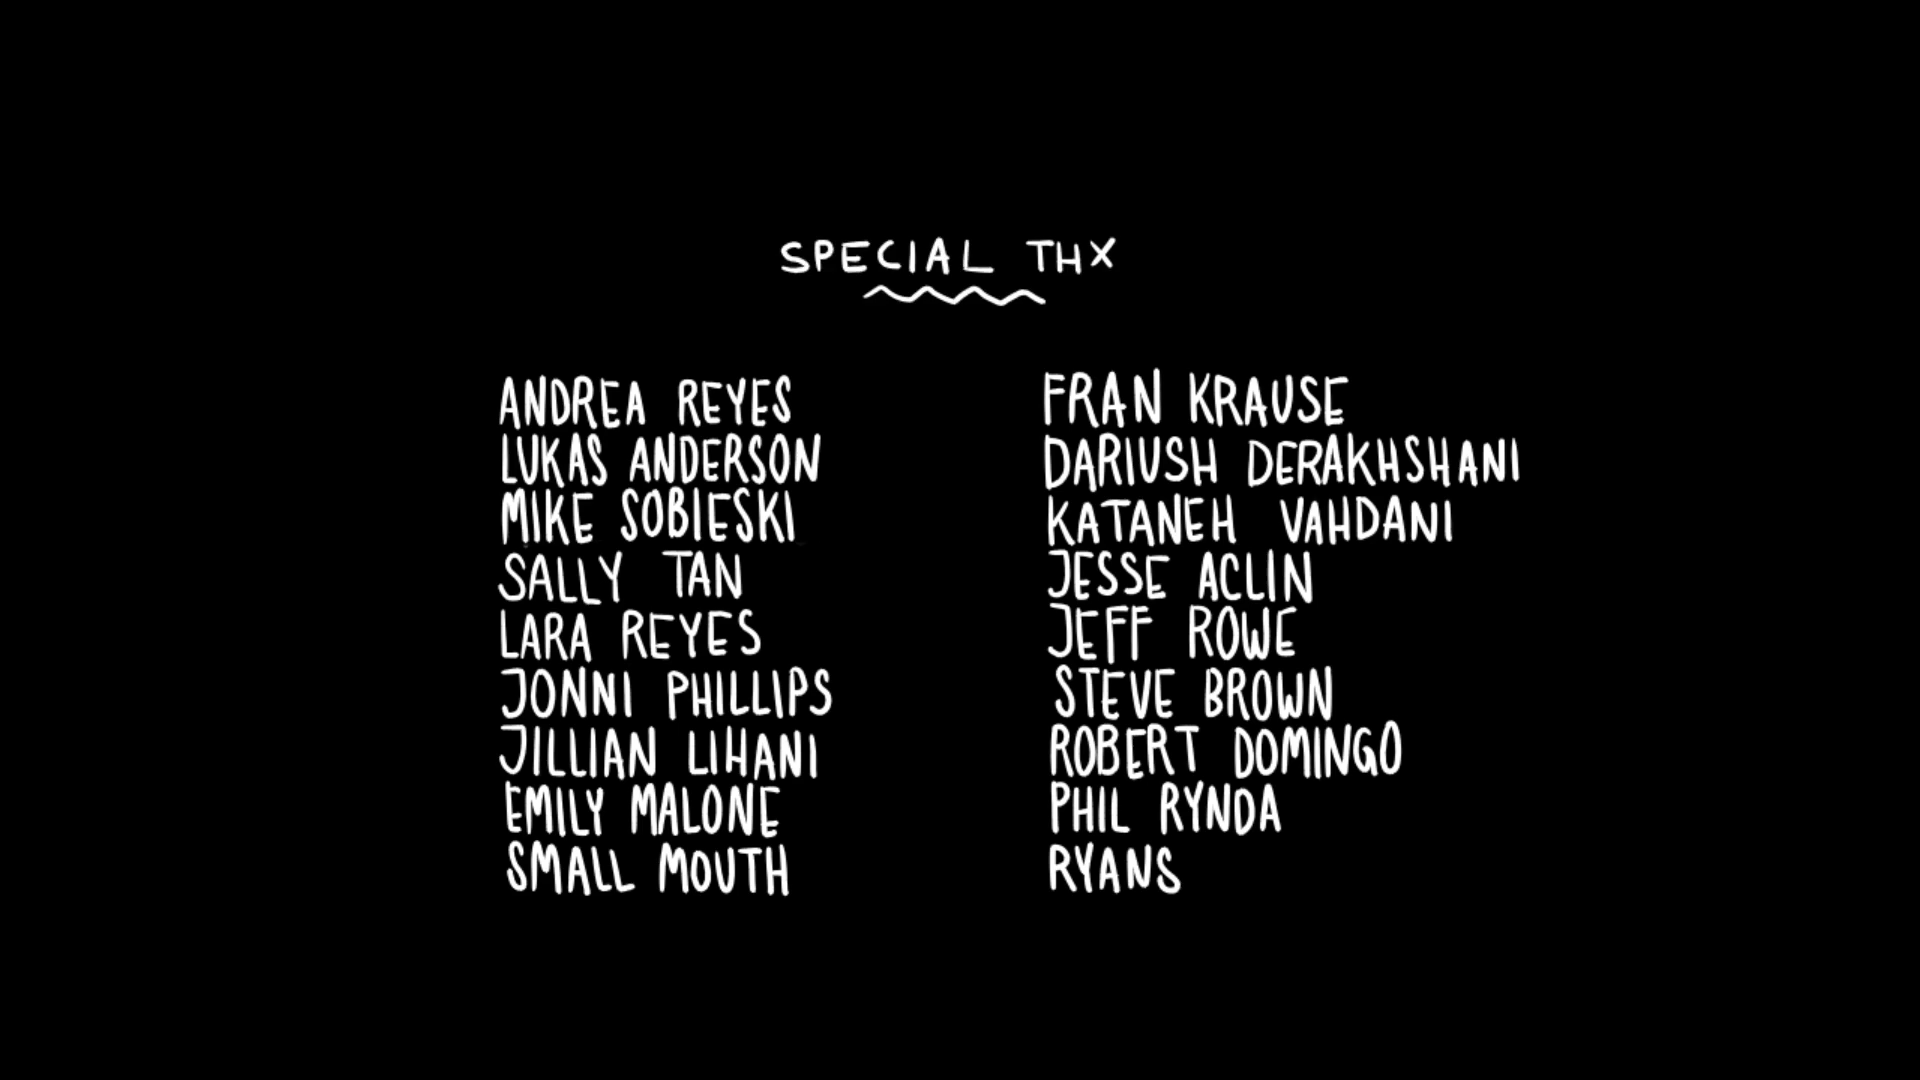 SPECIAL THX
ANDREA REYES
LUKAS ANDERSON
MIKE SOBIESKI
SALLY TAN
LARA REYES
JONNI PHILLIPS
JILLIAN LIHANI
EMILY MALONE
SMALL MOUTH
FRAN KRAUSE
DARIUSH DERAKHSHANI
KATANEH VAHDANI
JESSE ACLIN
JEFF ROWE
STEVE BROWN
ROBERT DOMINGO
PHIL RYNDA
RYANS